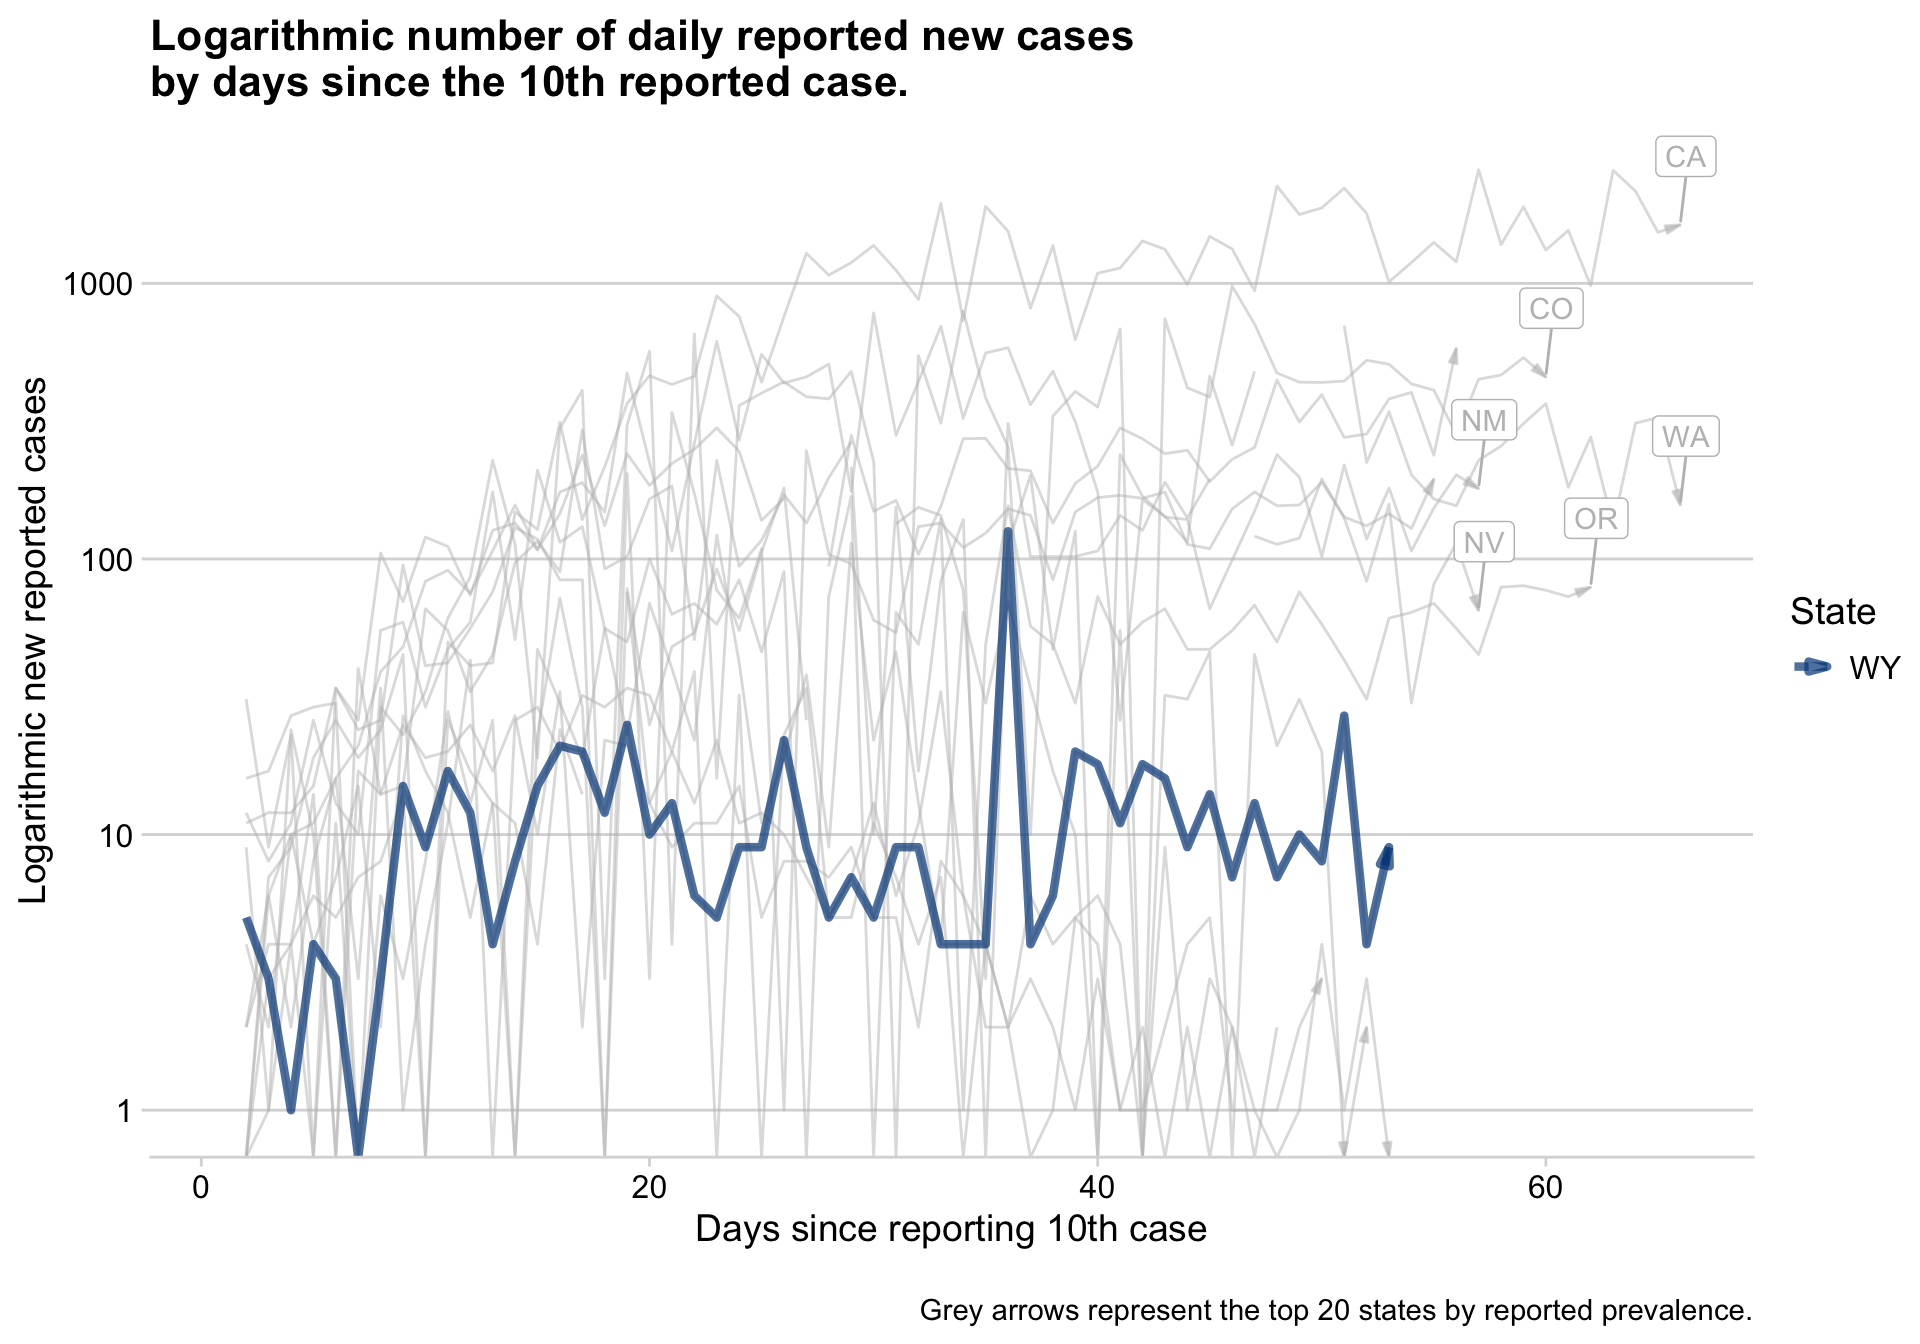 Logarithmic number of daily reported new cases
by days since the 10th reported case.
Logarithmic new reported cases
1000
100
10
1
CA
CO
NM
WA
OR
NV
State
WY
0
20
40
60
Days since reporting 10th case
Grey arrows represent the top 20 states by reported prevalence.